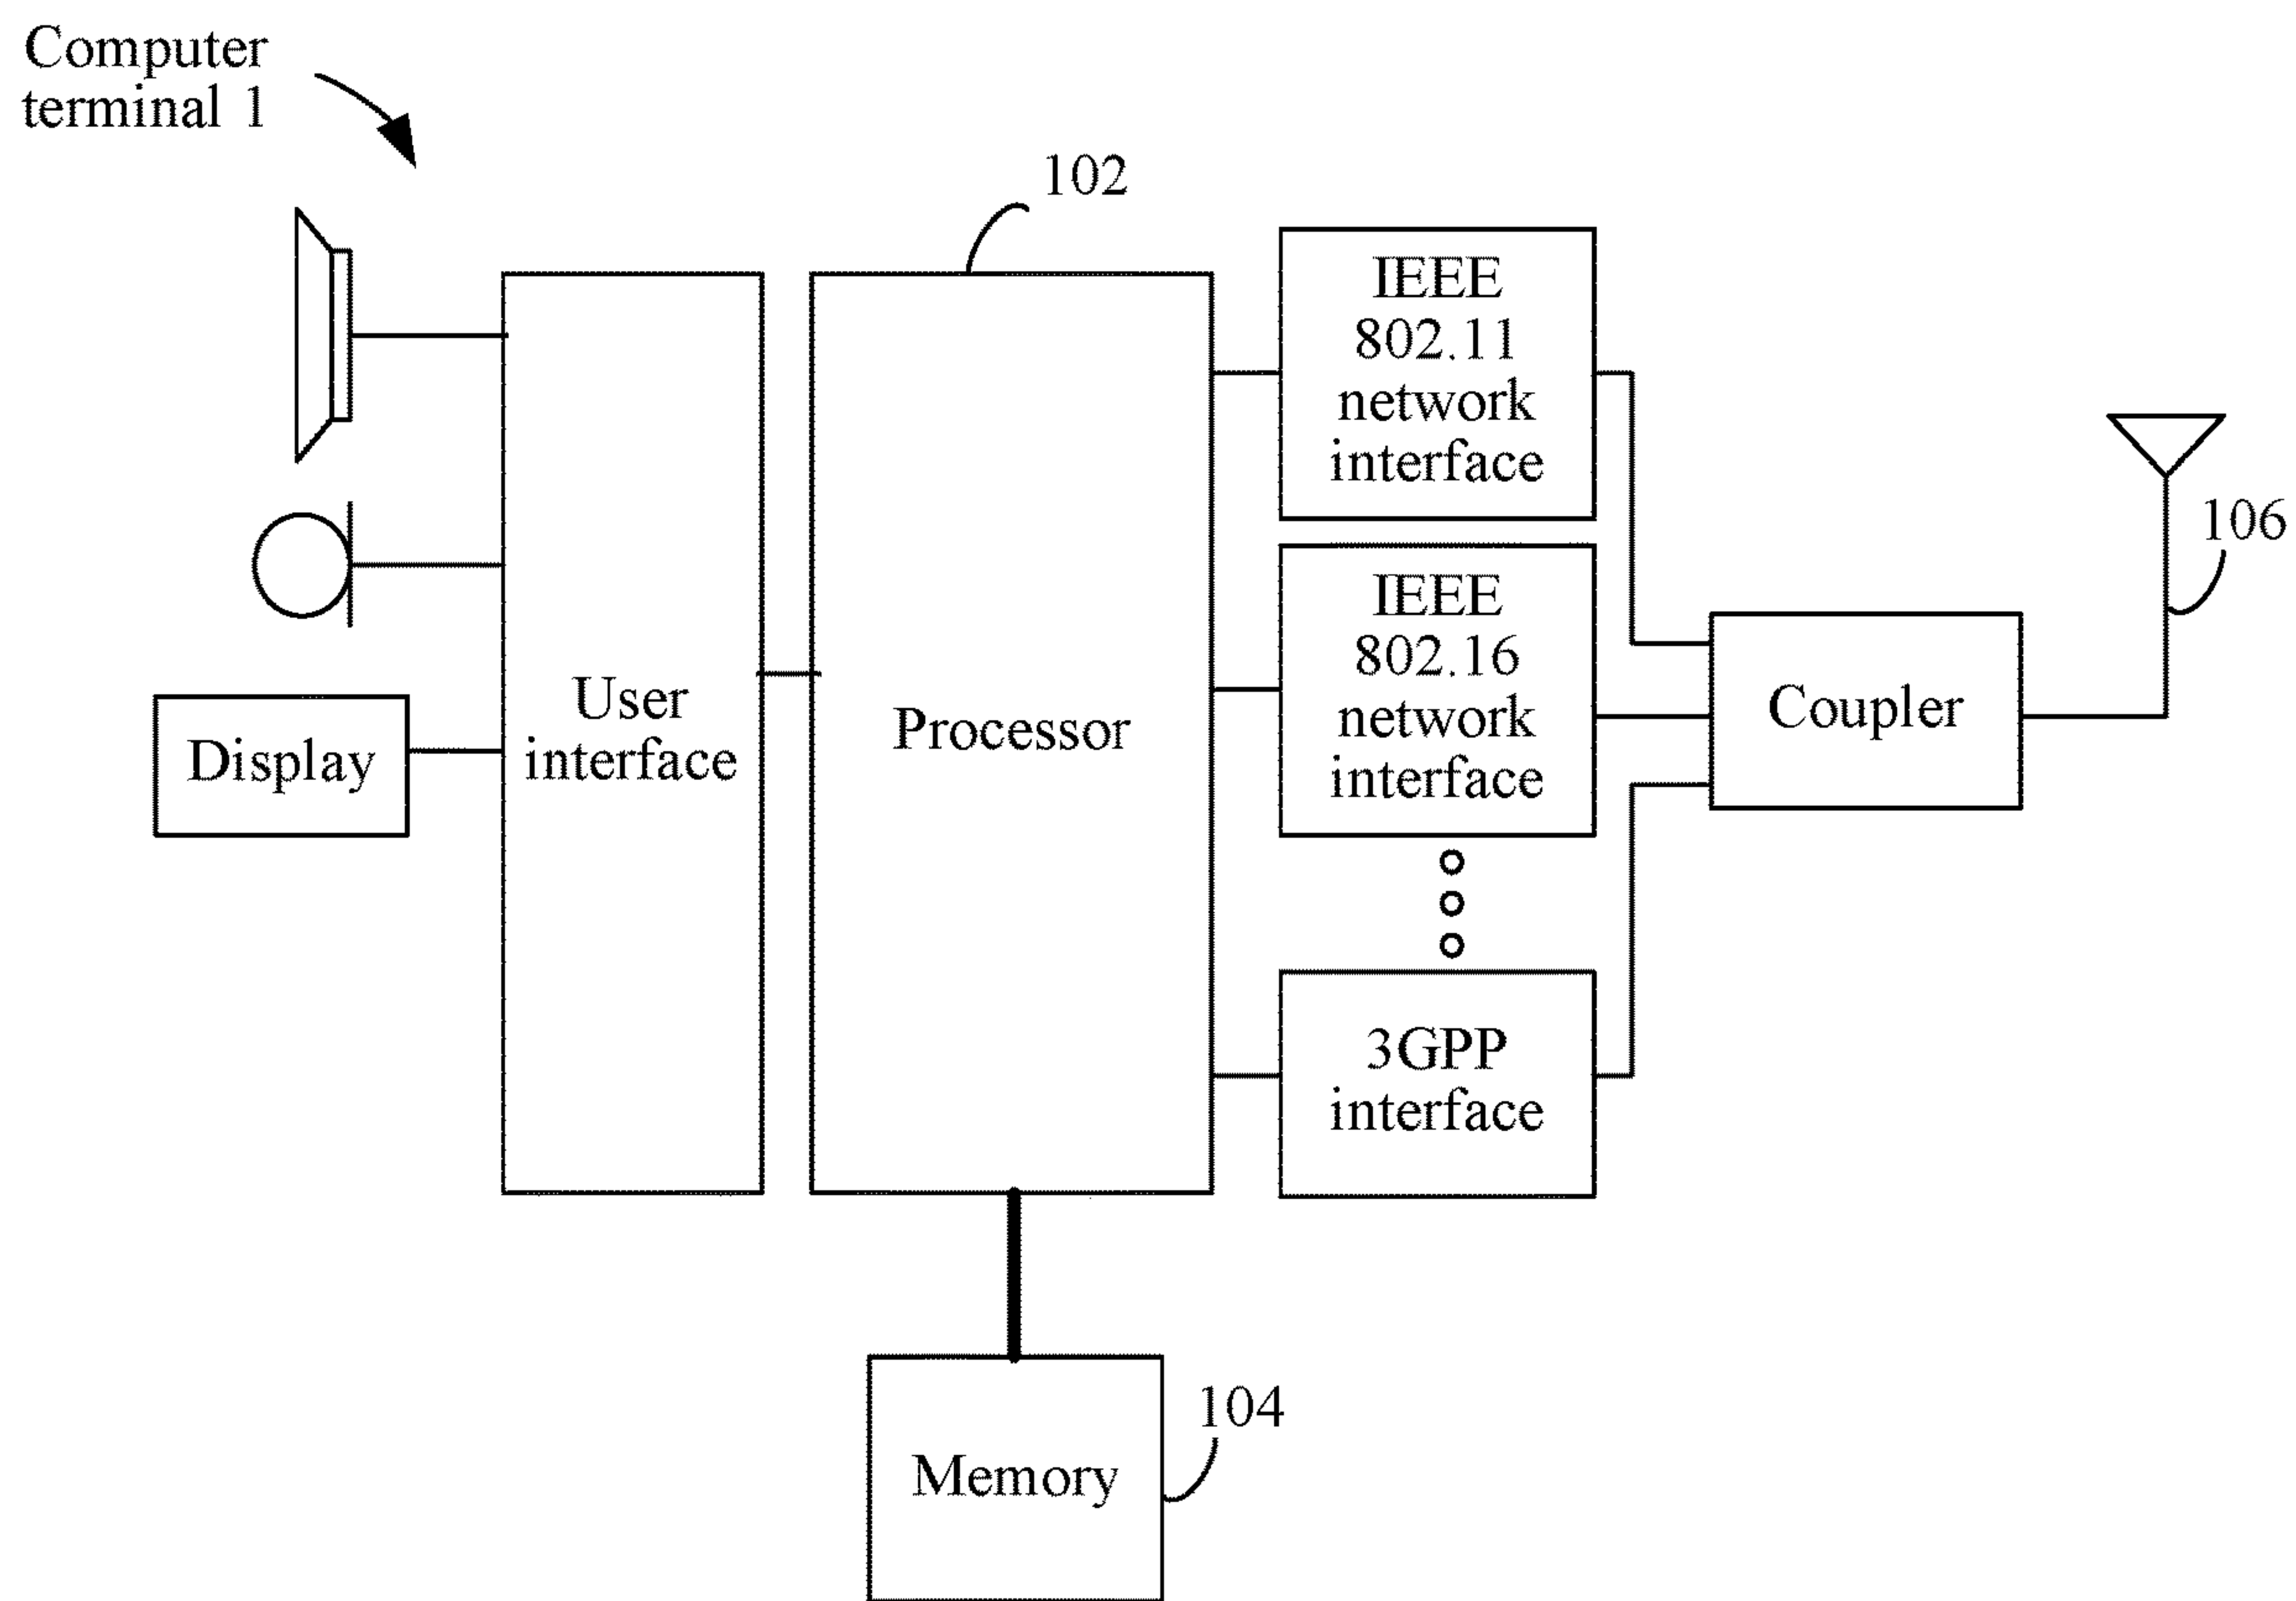 Computer
terminal 1
102
IEEE
802.11
network
interface
106
IEEE
802.16
network
interface
User
interface
Processor
Coupler
Display
3GPP
interface
104
Memory